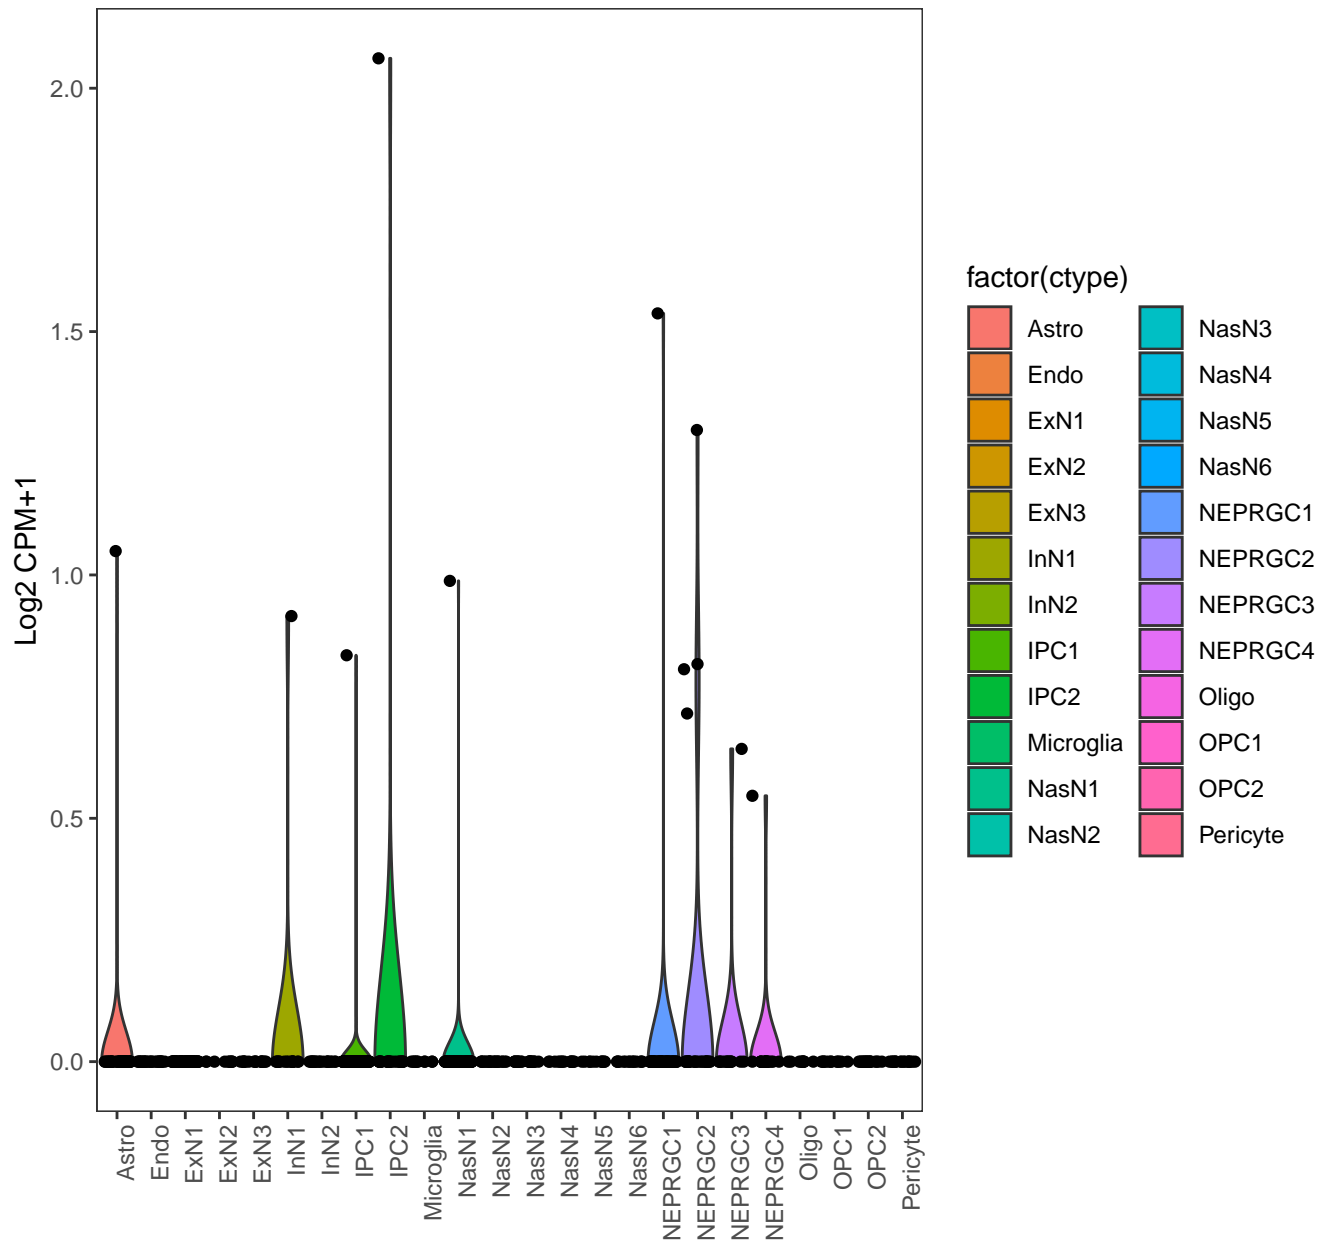 Log2 CPM+1
2.0
1.5
1.0
0.5
0.0
Astro
Endo
ExN1
ExN2
ExN3
InN1
InN2
IPC1
IPC2
Microglia
NasN1
NasN2
NasN3
NasN4
NasN5
NasN6
NEPRGC1
NEPRGC2
NEPRGC3
NEPRGC4
Oligo
OPC1
OPC2
Pericyte
factor(ctype)
Astro
Endo
ExN1
ExN2
ExN3
InN1
InN2
IPC1
IPC2
Microglia
NasN1
NasN2
NasN3
NasN4
NasN5
NasN6
NEPRGC1
NEPRGC2
NEPRGC3
NEPRGC4
Oligo
OPC1
OPC2
Pericyte